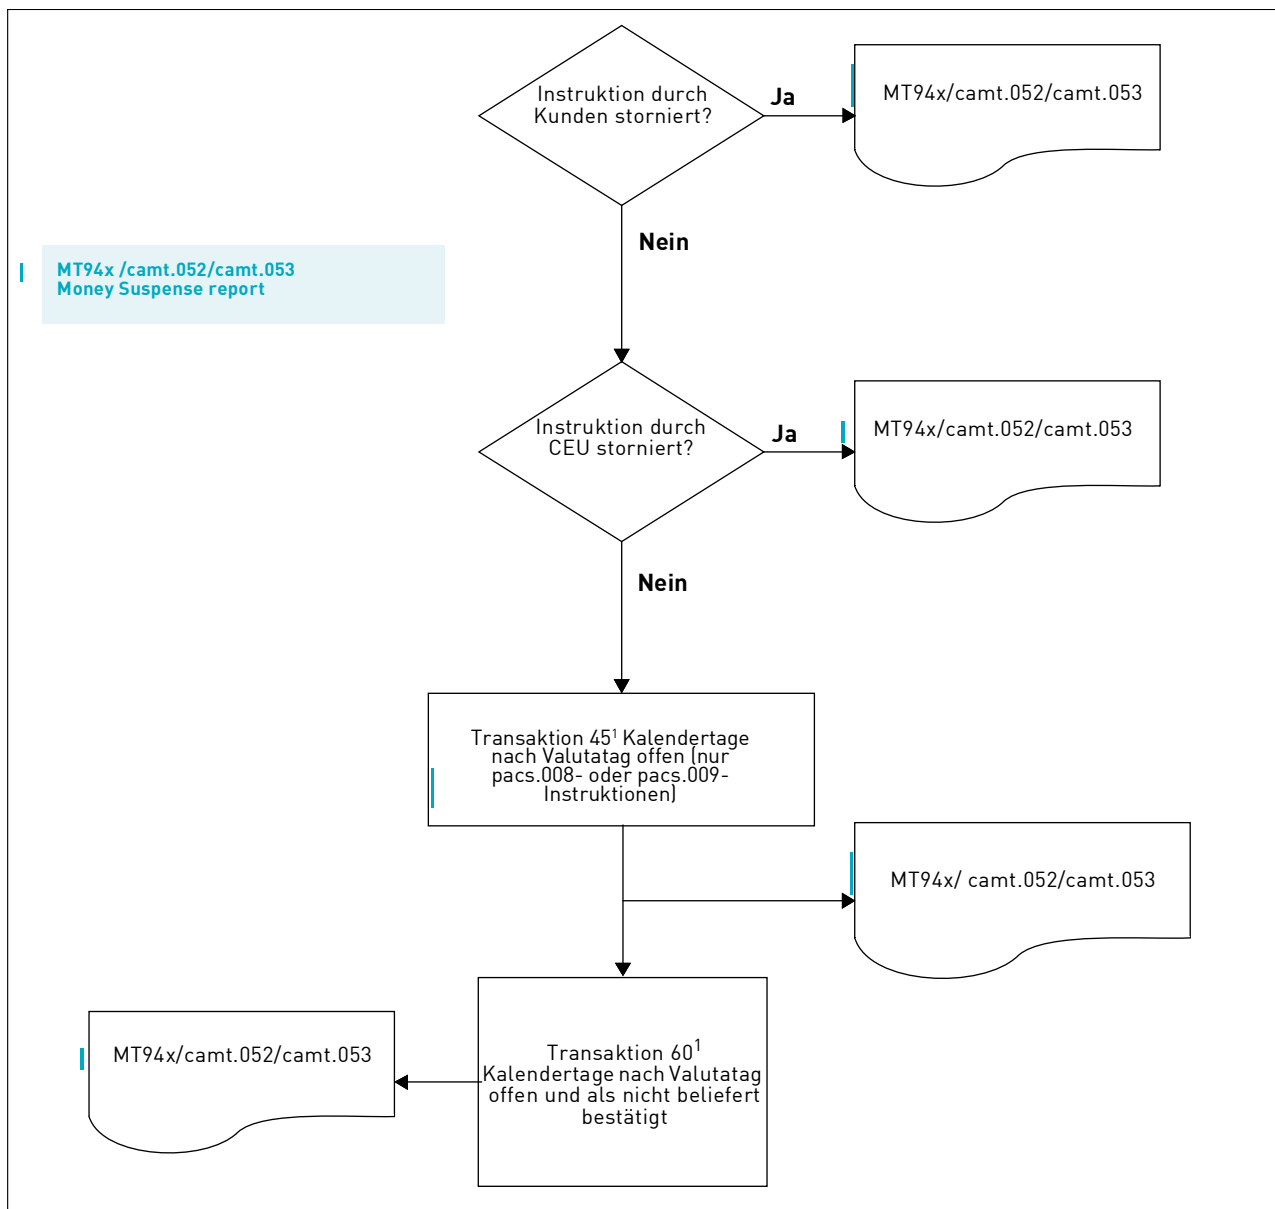 Instruktion durch
Kunden storniert?
Ja
MT94x/camt.052/camt.053
Nein
MT94x /camt.052/camt.053
Money Suspense report
Instruktion durch
CEU storniert?
Ja
MT94x/camt.052/camt.053
Nein
Transaktion 45¹ Kalendertage
nach Valutatag offen (nur
pacs.008- oder pacs.009-
Instruktionen)
MT94x/ camt.052/camt.053
MT94x/camt.052/camt.053
Transaktion 60¹
Kalendertage nach Valutatag
offen und als nicht beliefert
bestätigt